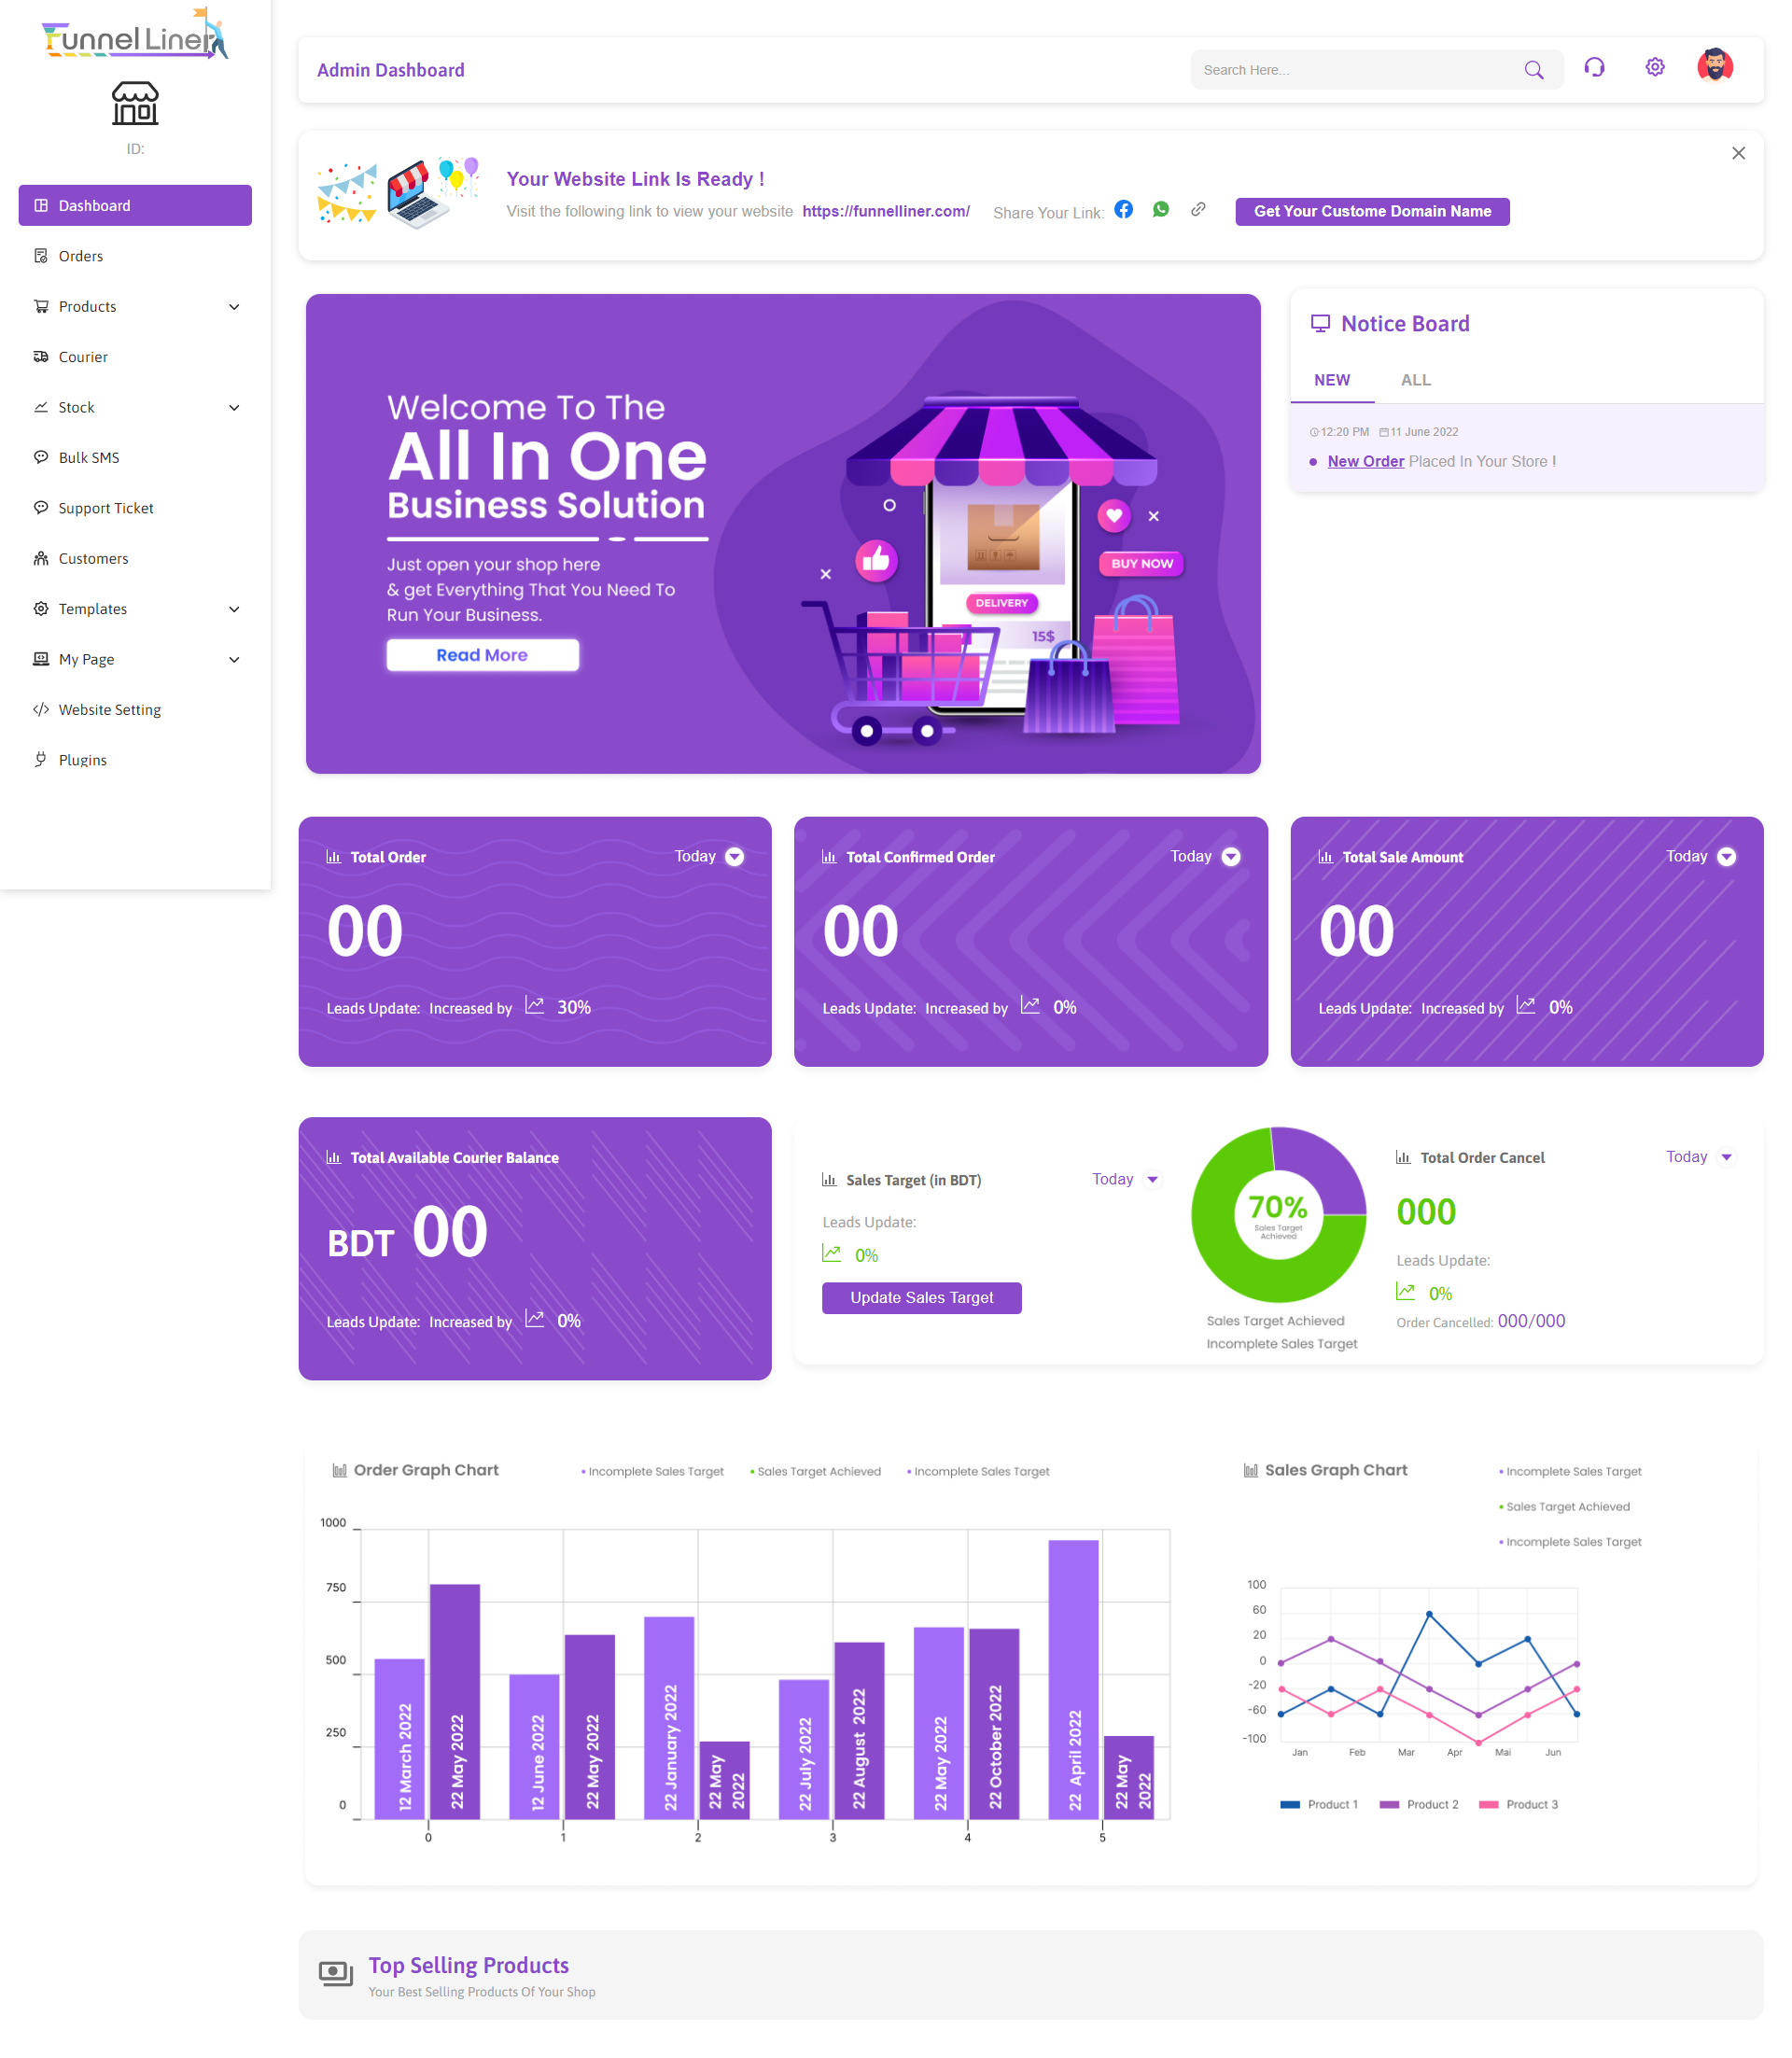 Funnel Liner
ID:
Dashboard
Orders
Products
Courier
Stock
Bulk SMS
Support Ticket
Customers
Templates
My Page
Website Setting
Plugins
Admin Dashboard
Search Here...
Your Website Link Is Ready !
Visit the following link to view your website https://funnelliner.com/ Share Your Link: Get Your Custome Domain Name
Welcome To The
All In One
Business Solution
Just open your shop here
& get Everything That You Need To
Run Your Business.
Read More
BUY NOW
DELIVERY
15$
Notice Board
NEW ALL
12:20 PM 11 June 2022
New Order Placed In Your Store !
Total Order Today
00
Leads Update: Increased by 30%
Total Confirmed Order Today
00
Leads Update: Increased by 0%
Total Sale Amount Today
00
Leads Update: Increased by 0%
Total Available Courier Balance
BDT 00
Leads Update: Increased by 0%
Sales Target (in BDT) Today
Leads Update:
0%
Update Sales Target
70%
Sales Target
Achieved
Sales Target Achieved
Incomplete Sales Target
Total Order Cancel Today
000
Leads Update:
0%
Order Cancelled: 000/000
Order Graph Chart
Incomplete Sales Target Sales Target Achieved Incomplete Sales Target
1000
750
500
250
0
12 March 2022
22 May 2022
12 June 2022
22 May 2022
22 January 2022
22 May
2022
22 July 2022
22 August 2022
22 May 2022
22 October 2022
22 April 2022
22 May
2022
0 1 2 3 4 5
Sales Graph Chart
Incomplete Sales Target
Sales Target Achieved
Incomplete Sales Target
100
60
20
0
-20
-60
-100
Jan Feb Mar Apr Mai Jun
Product 1 Product 2 Product 3
Top Selling Products
Your Best Selling Products Of Your Shop